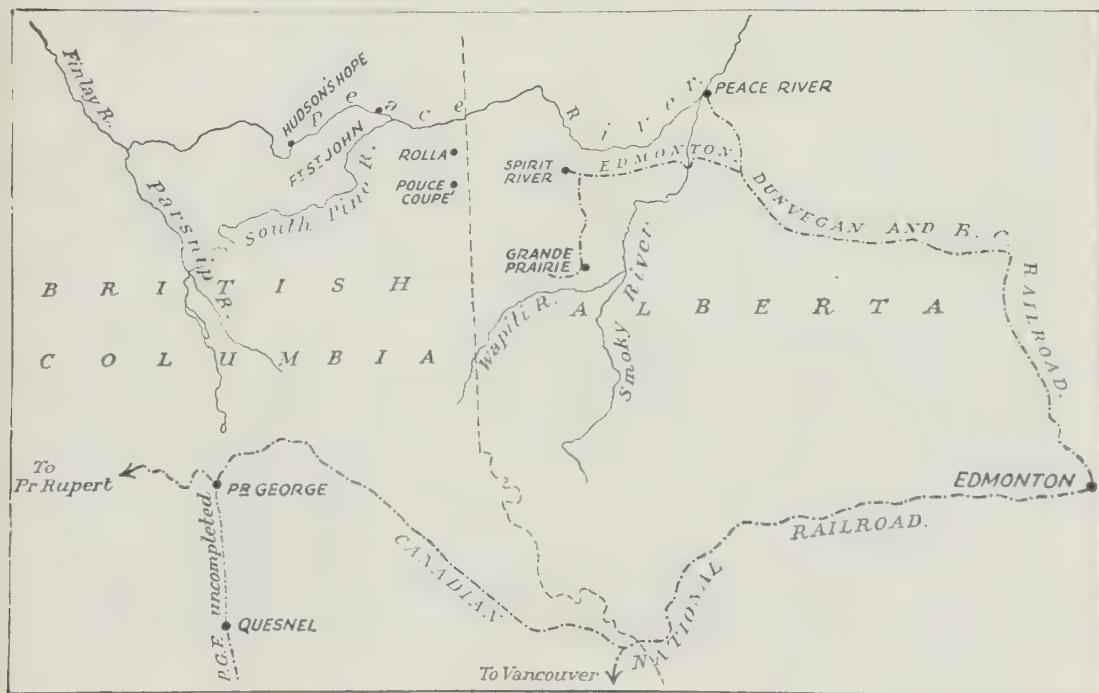 Finlay R.
HUDSON'S HOPE
Peace River.
PEACE RIVER
Ft ST JOHN
ROLLA
SPIRIT
RIVER
EDMONTON.
DUNVEGAN AND B. C.
RAILROAD.
POUCE
COUPÉ
Parsnip R.
South Pine R.
GRANDE
PRAIRIE
BRITISH
COLUMBIA
ALBERTA
Wapiti R.
Smoky River
To
Pr Rupert
PR GEORGE
EDMONTON
P.G.E. uncompleted
QUESNEL
CANADIAN
NATIONAL
RAILROAD.
To Vancouver